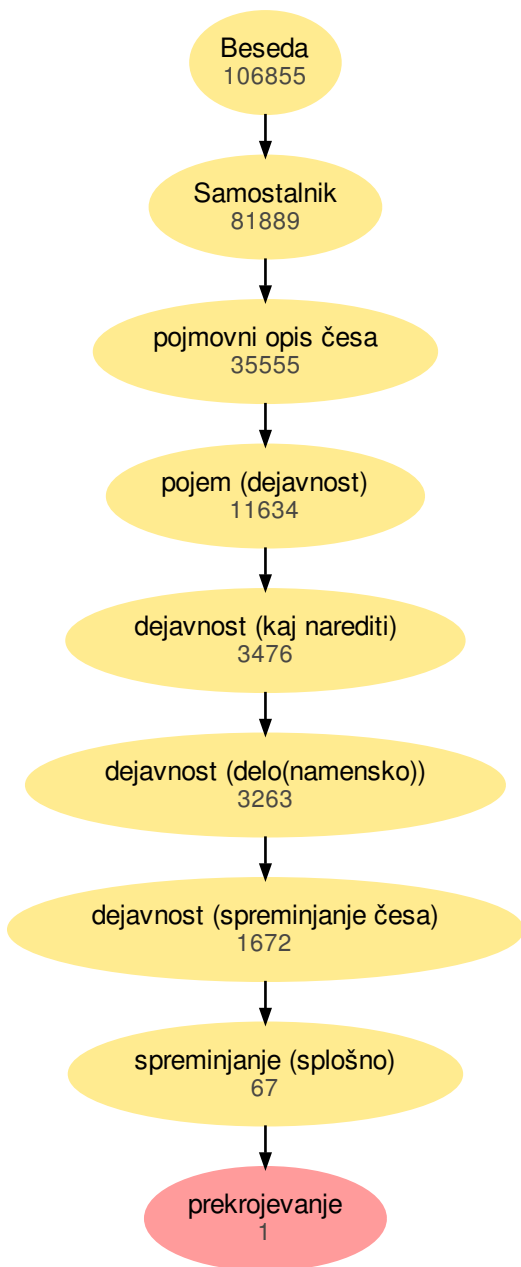 Beseda
106855
Samostalnik
81889
pojmovni opis česa
35555
pojem (dejavnost)
11634
dejavnost (kaj narediti)
3476
dejavnost (delo(namensko))
3263
dejavnost (spreminjanje česa)
1672
spreminjanje (splošno)
67
prekrojevanje
1